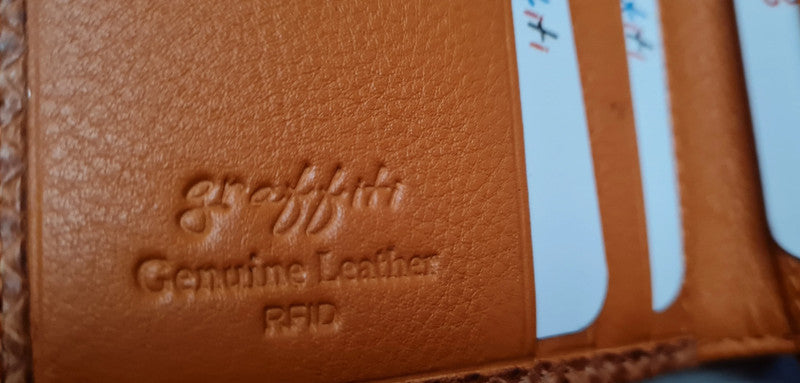 graffiti
Genuine Leather
RFID